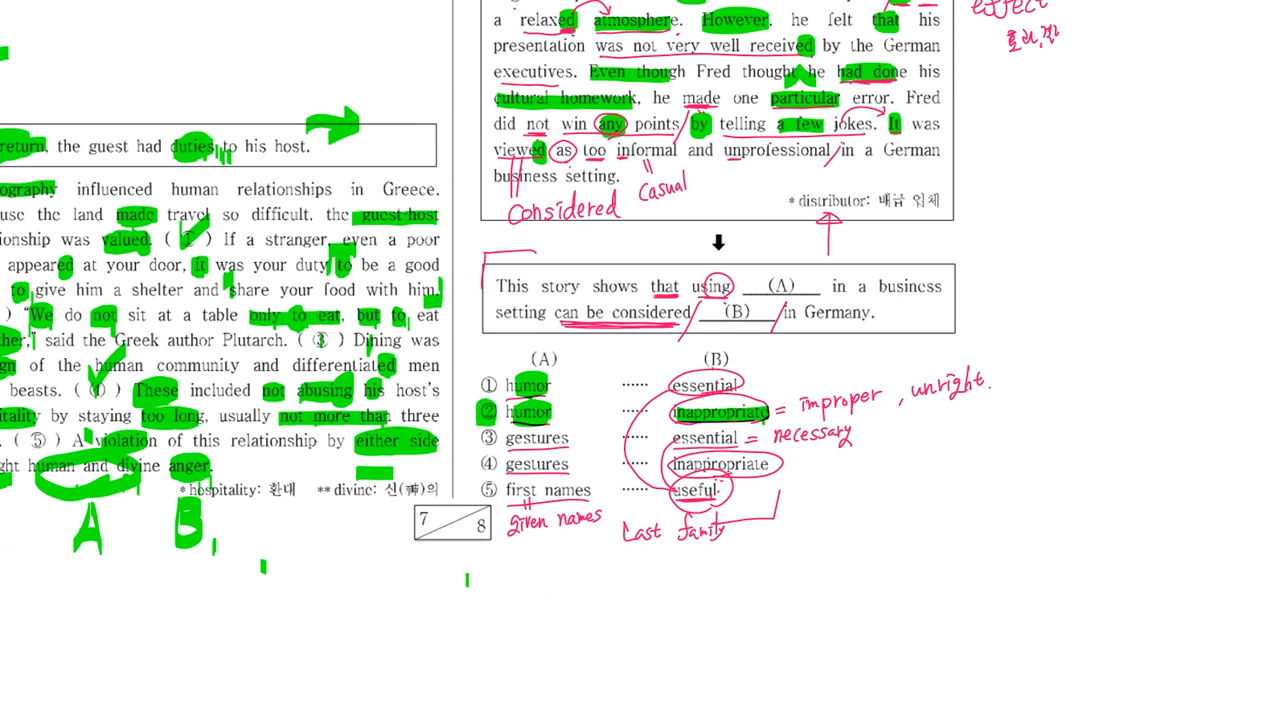 return, the guest had duties to his host.
ography influenced human relationships in Greece.
use the land made travel so difficult, the guest-host
ionship was valued. ( ① ) If a stranger, even a poor
appeared at your door, it was your duty to be a good
to give him a shelter and share your food with him.
) "We do not sit at a table only to eat, but to eat
ther," said the Greek author Plutarch. ( ③ ) Dining was
gn of the human community and differentiated men
beasts. ( ④ ) These included not abusing his host's
itality by staying too long, usually not more than three
. ( ⑤ ) A violation of this relationship by either side
ght human and divine anger.
* hospitality: 환대 ** divine: 신(神)의
A B
7 8
effect
효과, 결
a relaxed atmosphere. However, he felt that his
presentation was not very well received by the German
executives. Even though Fred thought he had done his
cultural homework, he made one particular error. Fred
did not win any points by telling a few jokes. It was
viewed as too informal and unprofessional in a German
business setting.
Casual
Considered
* distributor: 배급 업체
This story shows that using (A) in a business
setting can be considered (B) in Germany.
(A) (B)
① humor ...... essential
② humor ...... inappropriate = improper, unright.
③ gestures ...... essential = necessary
④ gestures ...... inappropriate
⑤ first names ...... useful
given names Last family